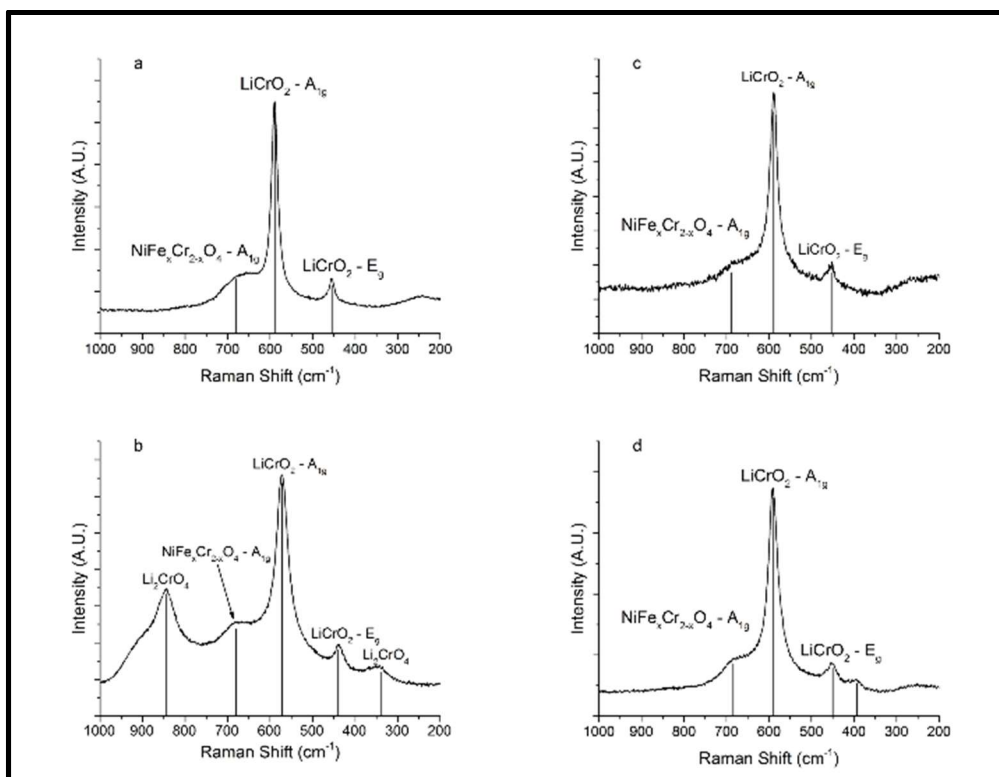 a
LiCrO₂ - A₁g
NiFeₓCr₂₋ₓO₄ - A₁g
LiCrO₂ - Eg
Intensity (A.U.)
1000 900 800 700 600 500 400 300 200
Raman Shift (cm⁻¹)
c
LiCrO₂ - A₁g
NiFeₓCr₂₋ₓO₄ - A₁g
LiCrO₂ - Eg
Intensity (A.U.)
1000 900 800 700 600 500 400 300 200
Raman Shift (cm⁻¹)
b
LiCrO₂ - A₁g
NiFeₓCr₂₋ₓO₄ - A₁g
Li₂CrO₄
LiCrO₂ - Eg
Li₂CrO₄
Intensity (A.U.)
1000 900 800 700 600 500 400 300 200
Raman Shift (cm⁻¹)
d
LiCrO₂ - A₁g
NiFeₓCr₂₋ₓO₄ - A₁g
LiCrO₂ - Eg
Intensity (A.U.)
1000 900 800 700 600 500 400 300 200
Raman Shift (cm⁻¹)